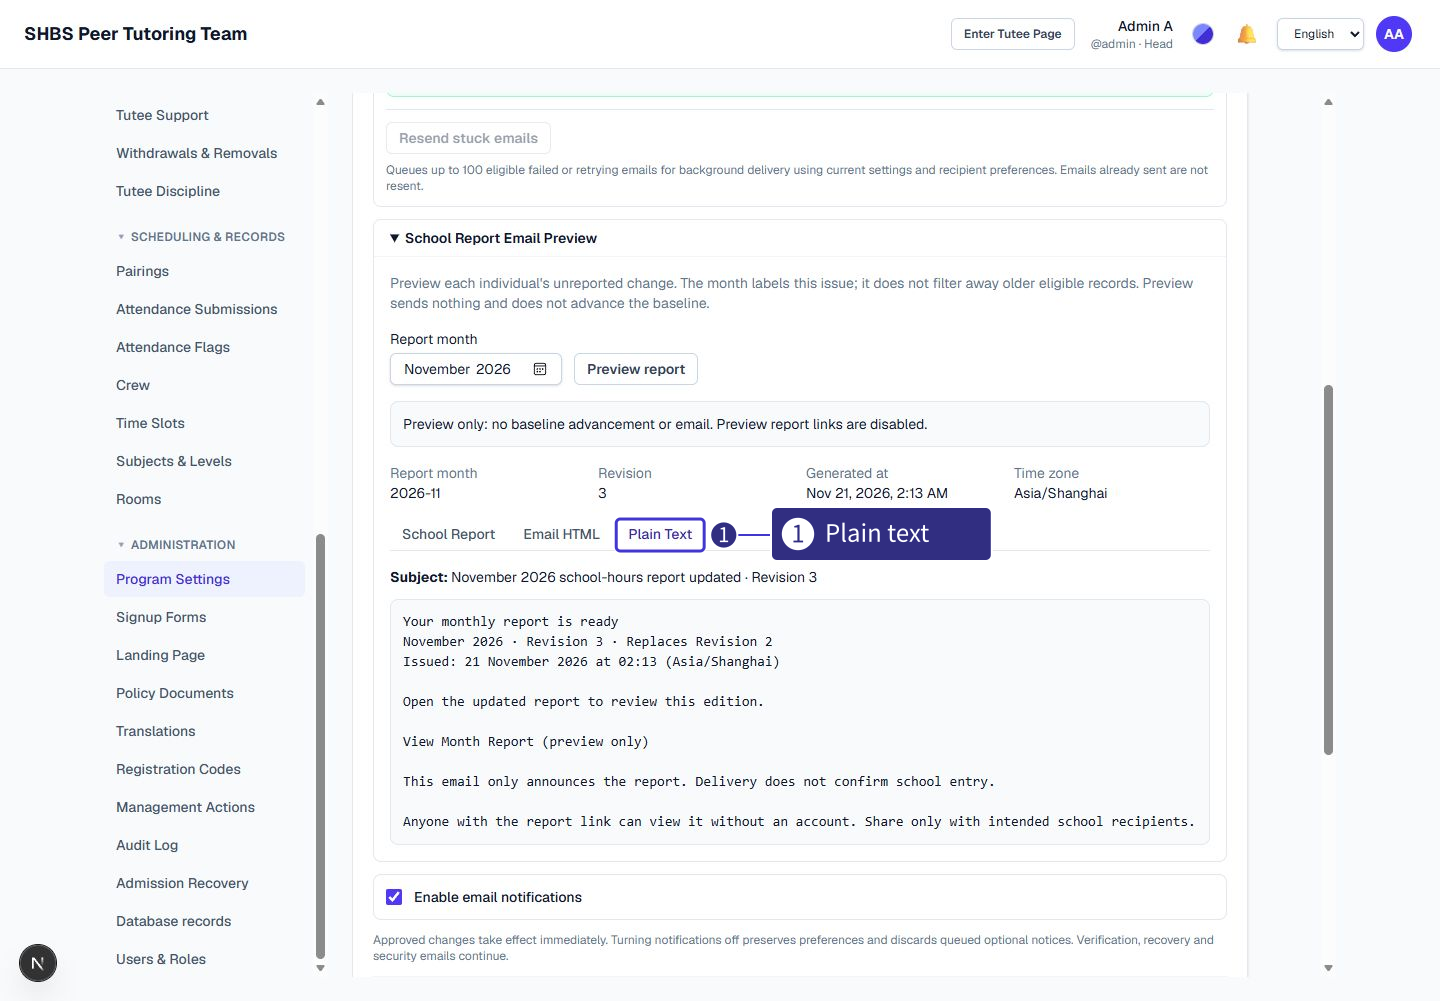 SHBS Peer Tutoring Team
Enter Tutee Page
Admin A
@admin · Head
English
AA
Tutee Support
Withdrawals & Removals
Tutee Discipline
SCHEDULING & RECORDS
Pairings
Attendance Submissions
Attendance Flags
Crew
Time Slots
Subjects & Levels
Rooms
ADMINISTRATION
Program Settings
Signup Forms
Landing Page
Policy Documents
Translations
Registration Codes
Management Actions
Audit Log
Admission Recovery
Database records
Users & Roles
N
Resend stuck emails
Queues up to 100 eligible failed or retrying emails for background delivery using current settings and recipient preferences. Emails already sent are not
resent.
School Report Email Preview
Preview each individual's unreported change. The month labels this issue; it does not filter away older eligible records. Preview
sends nothing and does not advance the baseline.
Report month
November 2026
Preview report
Preview only: no baseline advancement or email. Preview report links are disabled.
Report month
2026-11
Revision
3
Generated at
Nov 21, 2026, 2:13 AM
Time zone
Asia/Shanghai
School Report
Email HTML
Plain Text
1
1 Plain text
Subject: November 2026 school-hours report updated · Revision 3
Your monthly report is ready
November 2026 · Revision 3 · Replaces Revision 2
Issued: 21 November 2026 at 02:13 (Asia/Shanghai)
Open the updated report to review this edition.
View Month Report (preview only)
This email only announces the report. Delivery does not confirm school entry.
Anyone with the report link can view it without an account. Share only with intended school recipients.
Enable email notifications
Approved changes take effect immediately. Turning notifications off preserves preferences and discards queued optional notices. Verification, recovery and
security emails continue.